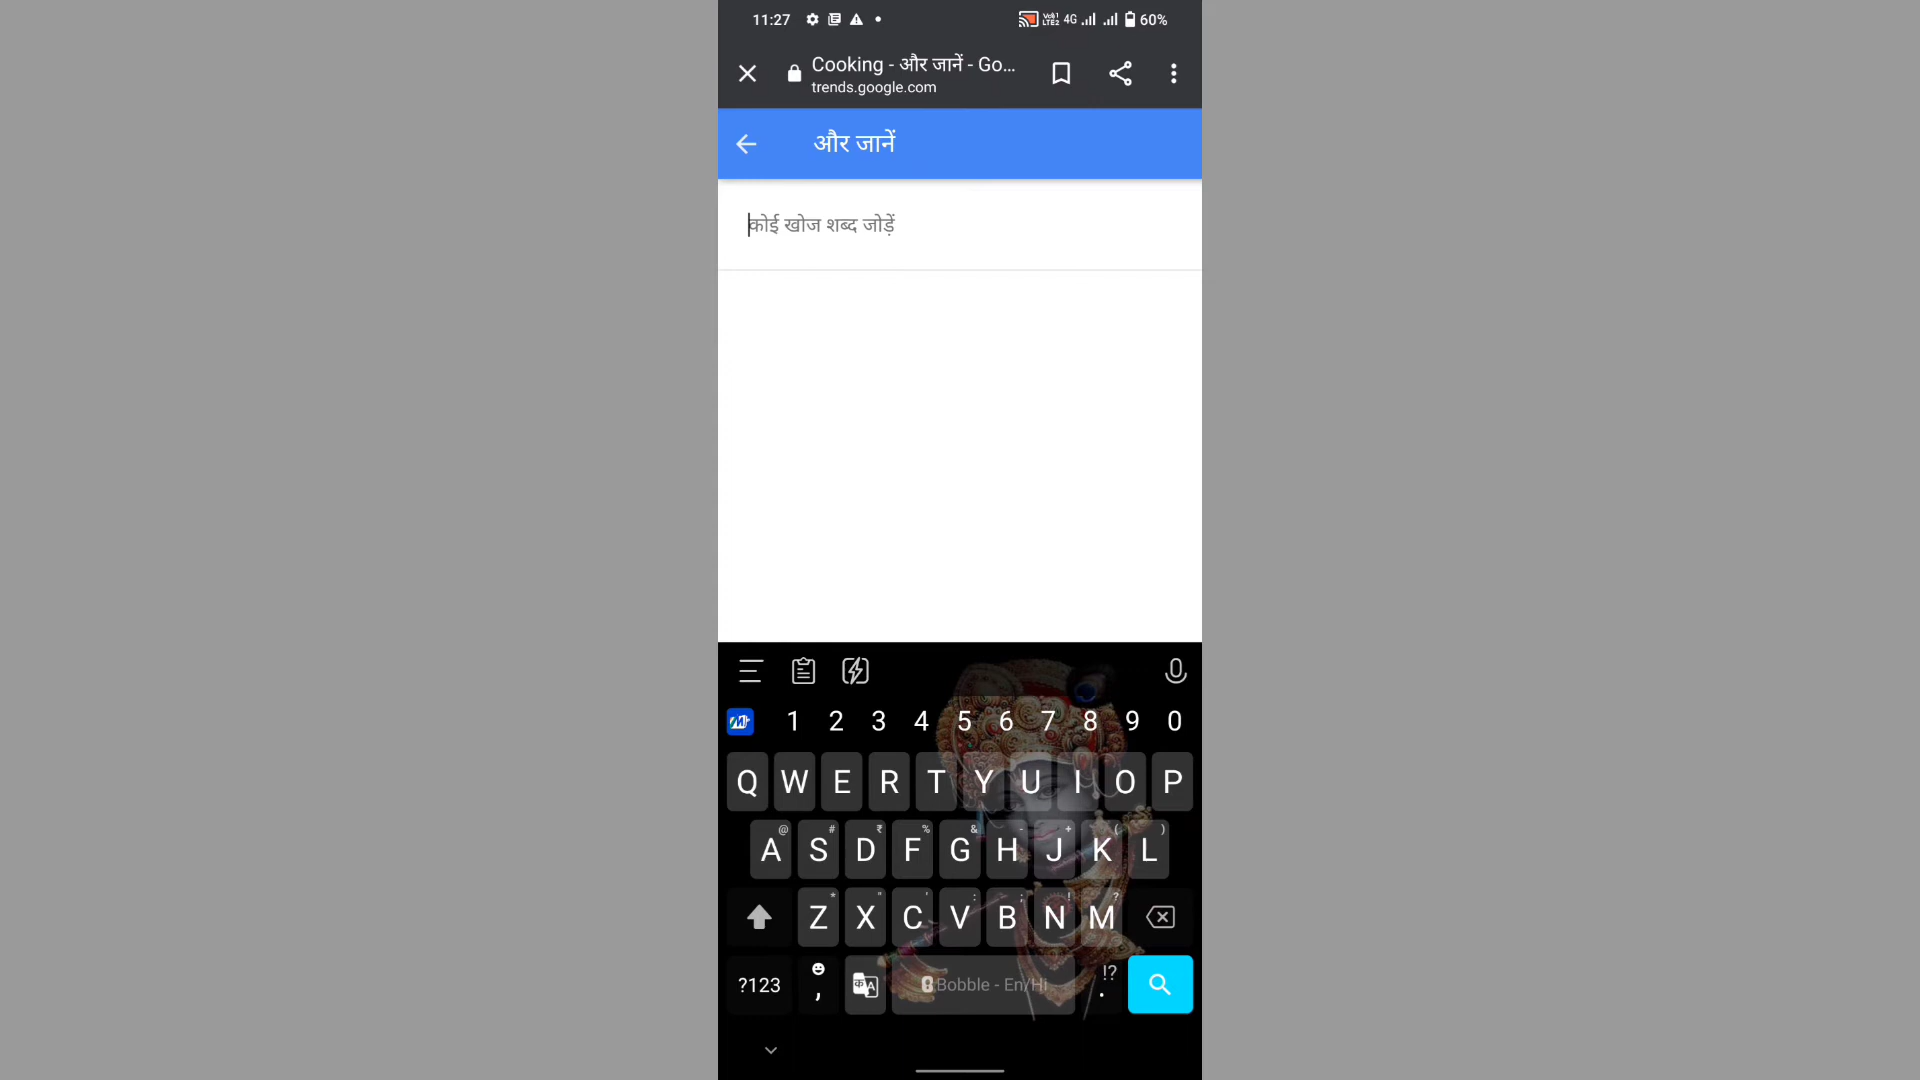 11:27
4G
60%
Cooking - और जानें - Go...
trends.google.com
और जानें
कोई खोज शब्द जोड़ें
1 2 3 4 5 6 7 8 9 0
Q W E R T Y U I O P
@ # ₹ % & - + ( )
A S D F G H J K L
* " ' : ; ! ?
Z X C V B N M
?123 , Bobble - En/Hi !? .